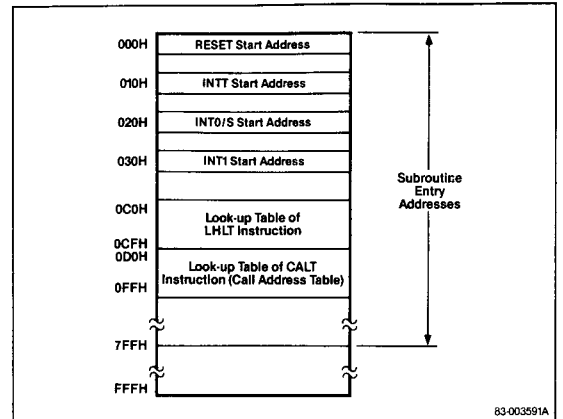 000H RESET Start Address
010H INTT Start Address
020H INT0/S Start Address
030H INT1 Start Address
Subroutine
Entry
Addresses
0C0H
Look-up Table of
LHLT Instruction
0CFH
0D0H
Look-up Table of CALT
Instruction (Call Address Table)
0FFH
7FFH
FFFH
83-003591A